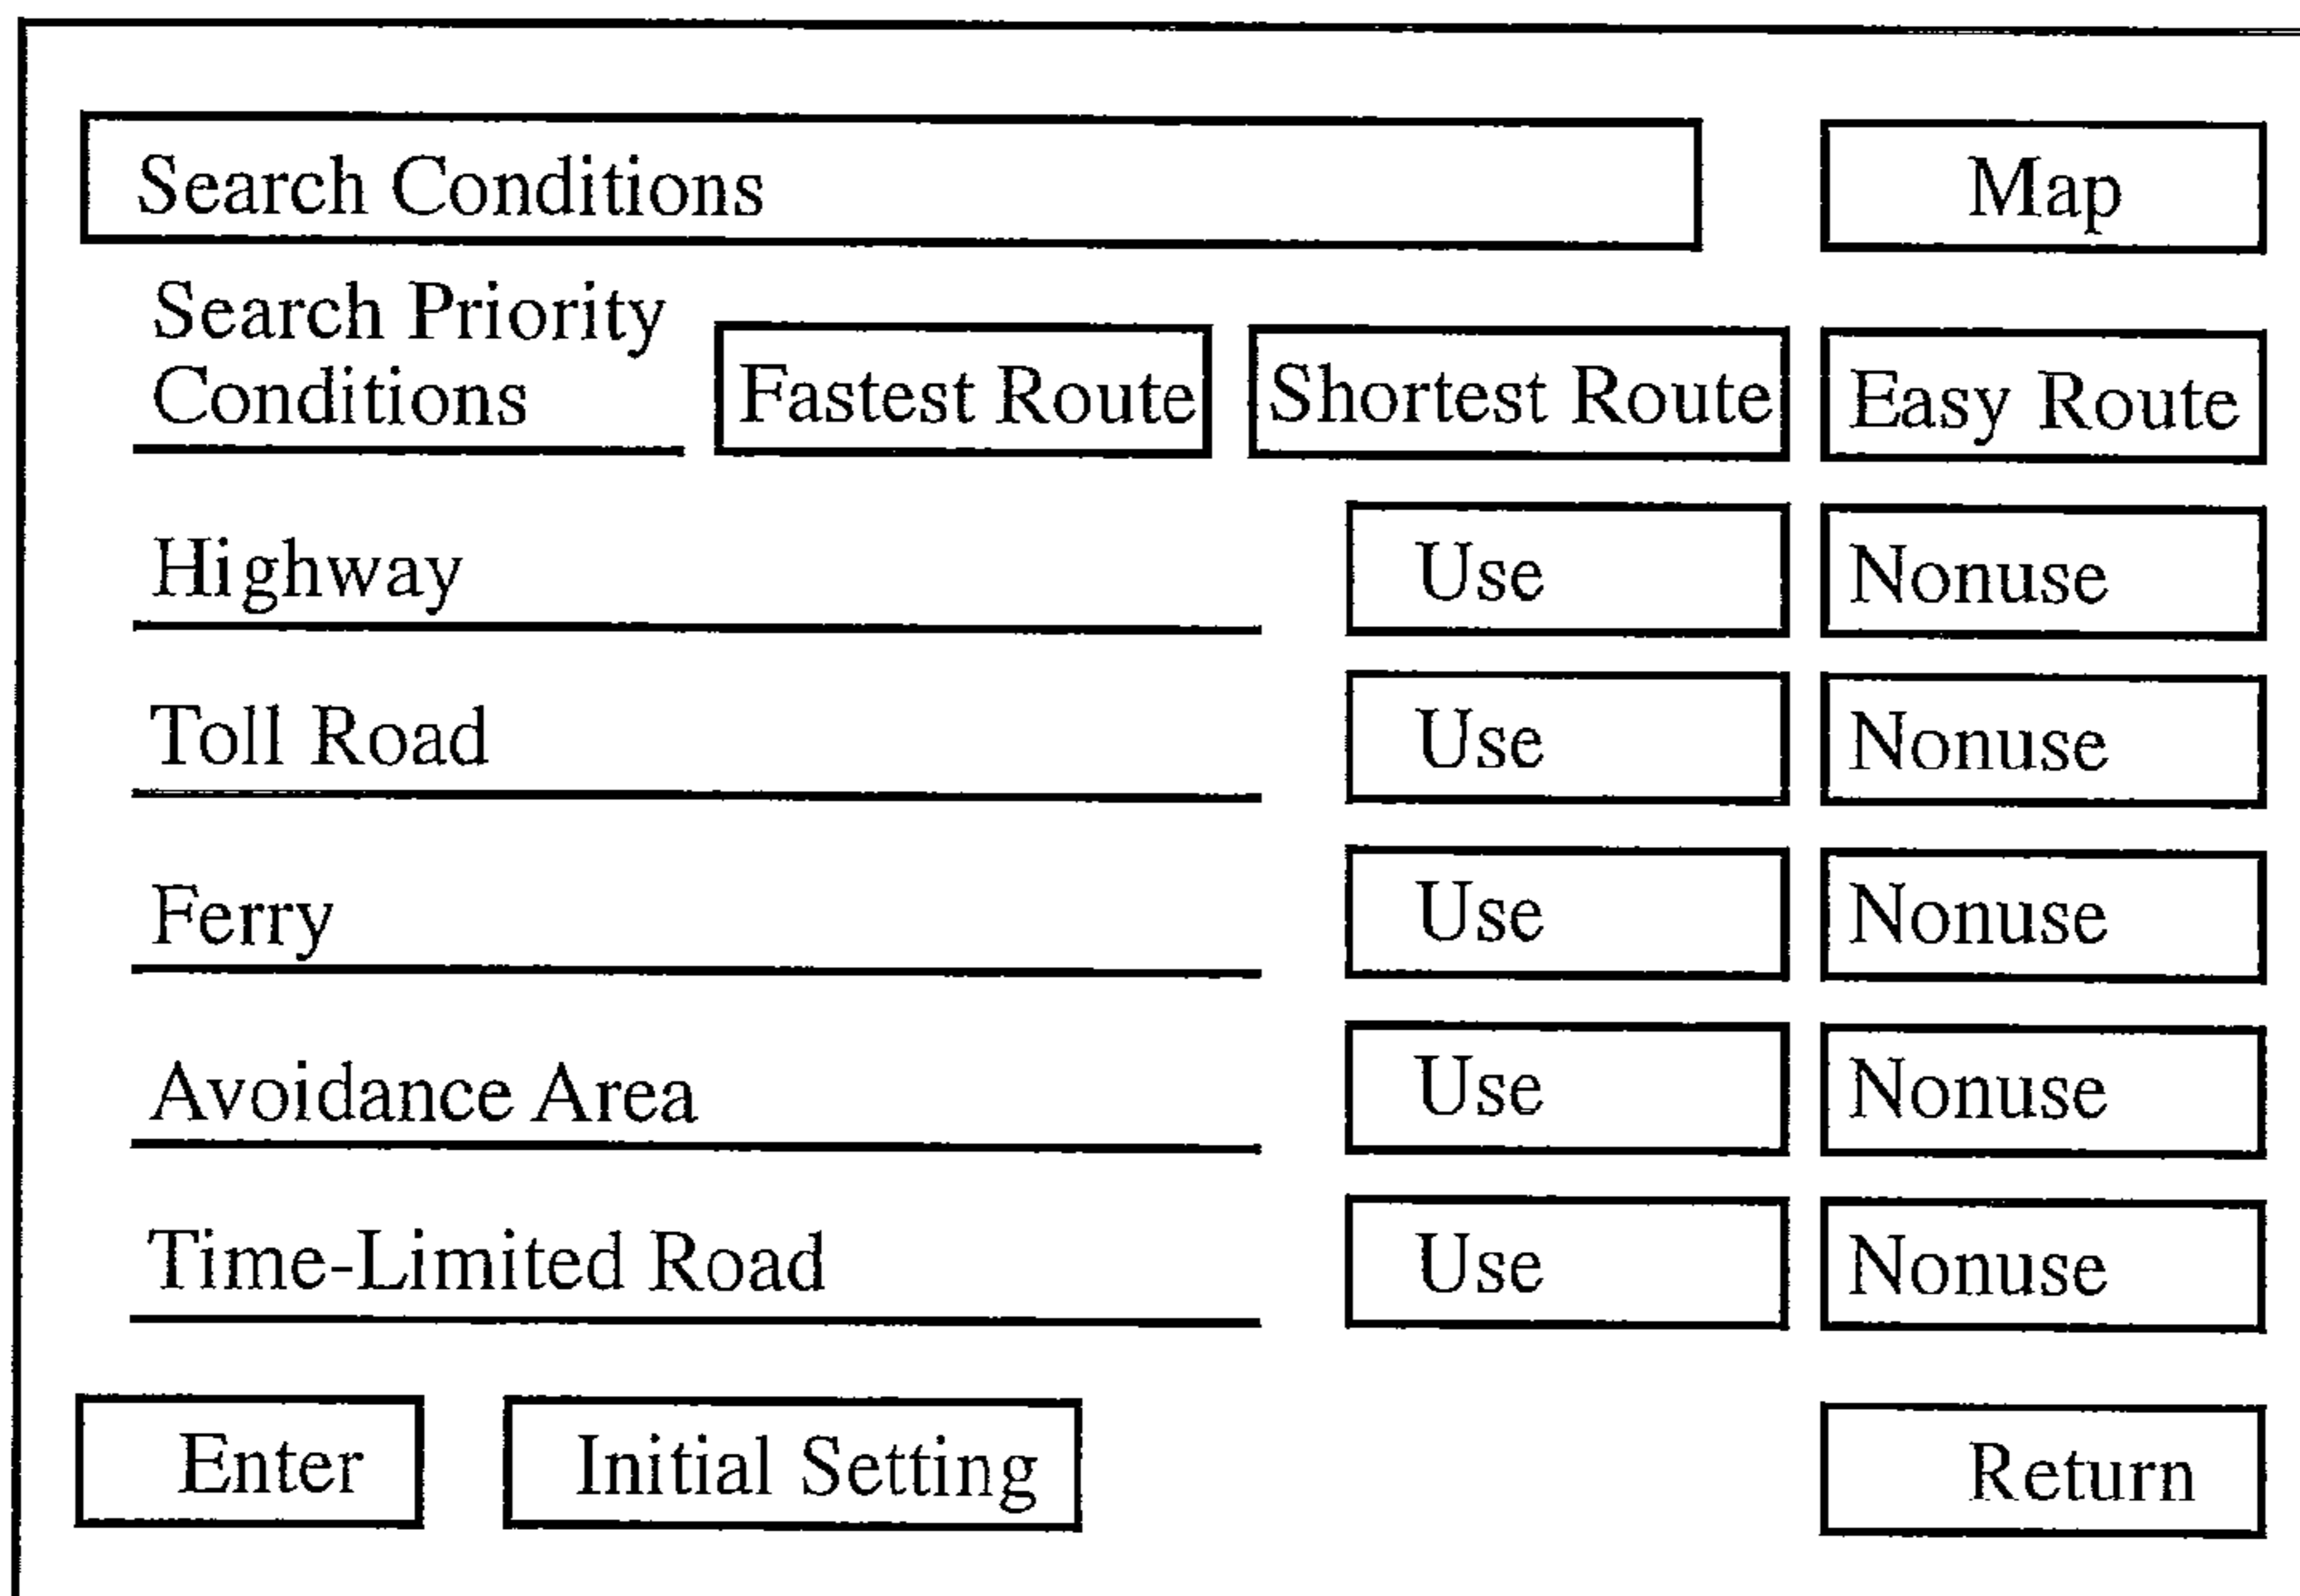 Search Conditions Map
Search Priority
Conditions Fastest Route Shortest Route Easy Route
Highway Use Nonuse
Toll Road Use Nonuse
Ferry Use Nonuse
Avoidance Area Use Nonuse
Time-Limited Road Use Nonuse
Enter Initial Setting Return